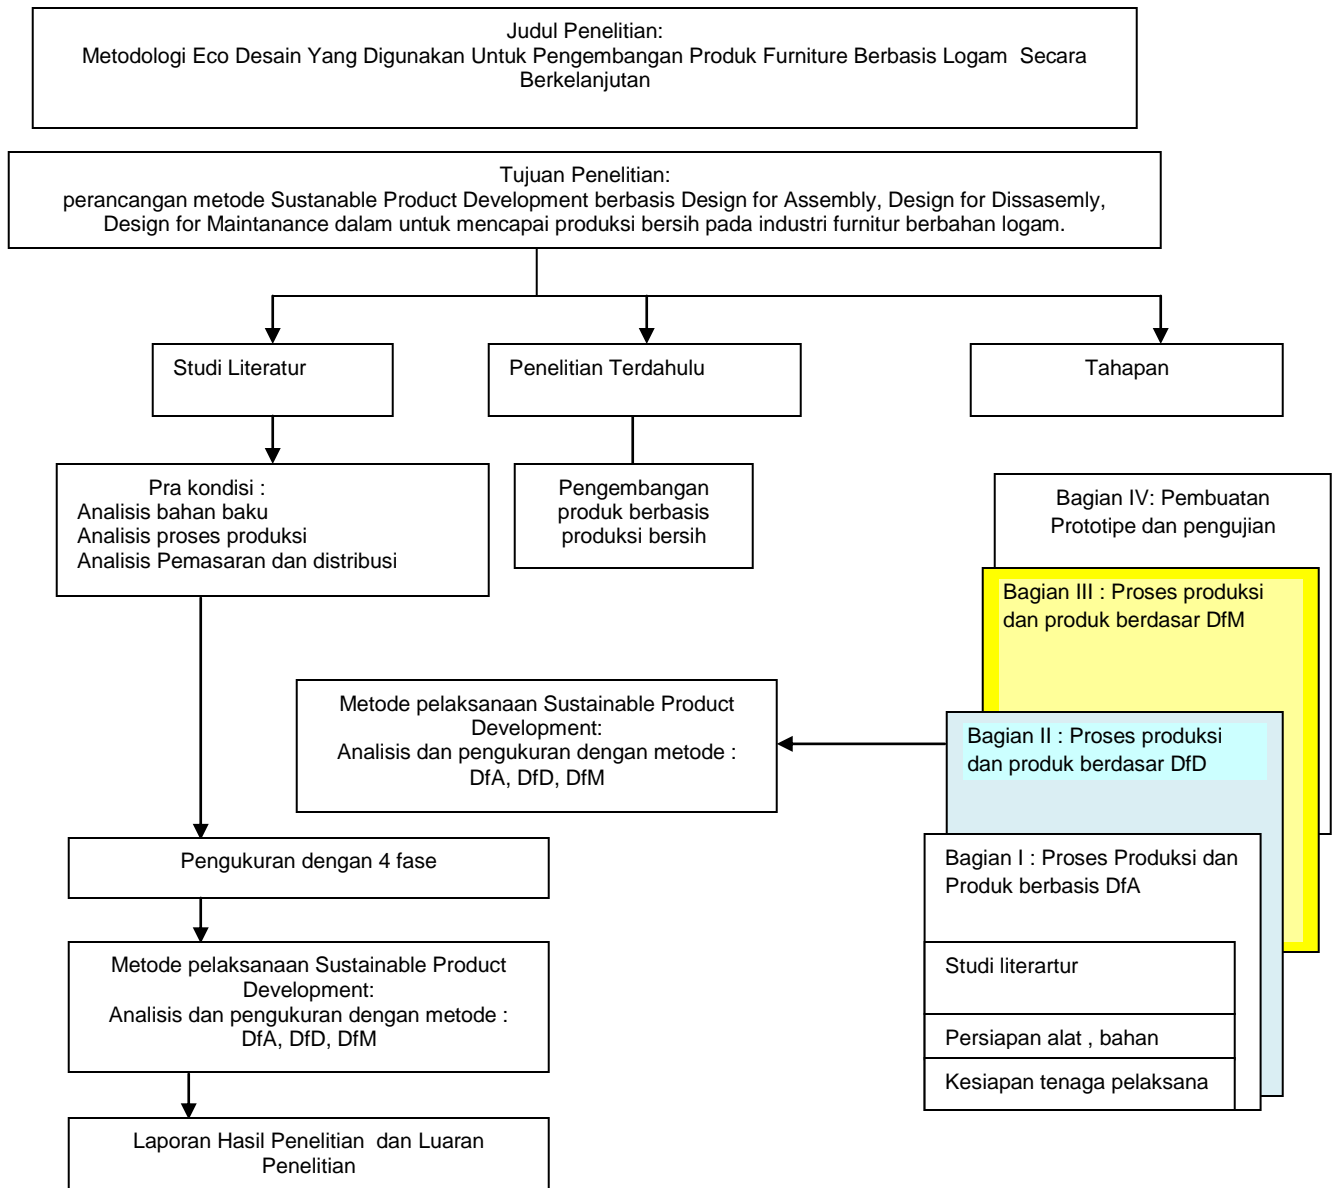 Judul Penelitian:
Metodologi Eco Desain Yang Digunakan Untuk Pengembangan Produk Furniture Berbasis Logam  Secara
Berkelanjutan
Tujuan Penelitian:
perancangan metode Sustanable Product Development berbasis Design for Assembly, Design for Dissasemly,
Design for Maintanance dalam untuk mencapai produksi bersih pada industri furnitur berbahan logam.
Studi Literatur
Penelitian Terdahulu
Tahapan
Pra kondisi :
Analisis bahan baku
Analisis proses produksi
Analisis Pemasaran dan distribusi
Pengembangan
produk berbasis
produksi bersih
Bagian IV: Pembuatan
Prototipe dan pengujian
Bagian III : Proses produksi
dan produk berdasar DfM
Metode pelaksanaan Sustainable Product
Development:
Analisis dan pengukuran dengan metode :
DfA, DfD, DfM
Bagian II : Proses produksi
dan produk berdasar DfD
Pengukuran dengan 4 fase
Bagian I : Proses Produksi dan
Produk berbasis DfA
Metode pelaksanaan Sustainable Product
Development:
Analisis dan pengukuran dengan metode :
DfA, DfD, DfM
Studi literartur
Persiapan alat , bahan
Kesiapan tenaga pelaksana
Laporan Hasil Penelitian  dan Luaran
Penelitian